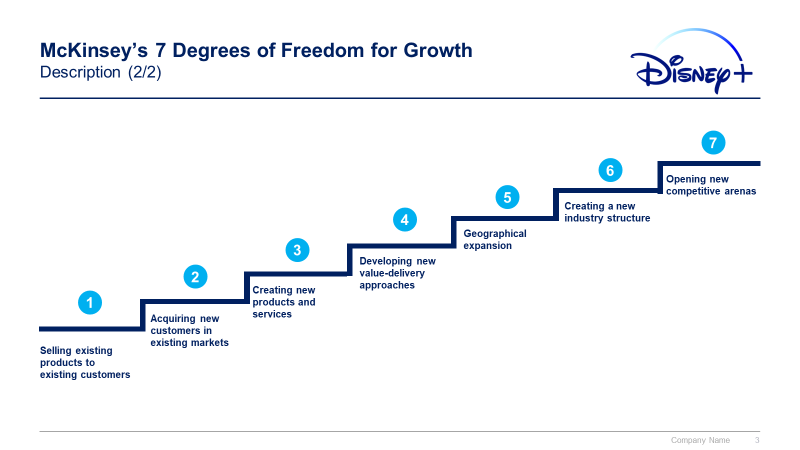 McKinsey's 7 Degrees of Freedom for Growth
Description (2/2)
Disney+
1
Selling existing
products to
existing customers
2
Acquiring new
customers in
existing markets
3
Creating new
products and
services
4
Developing new
value-delivery
approaches
5
Geographical
expansion
6
Creating a new
industry structure
7
Opening new
competitive arenas
Company Name 3